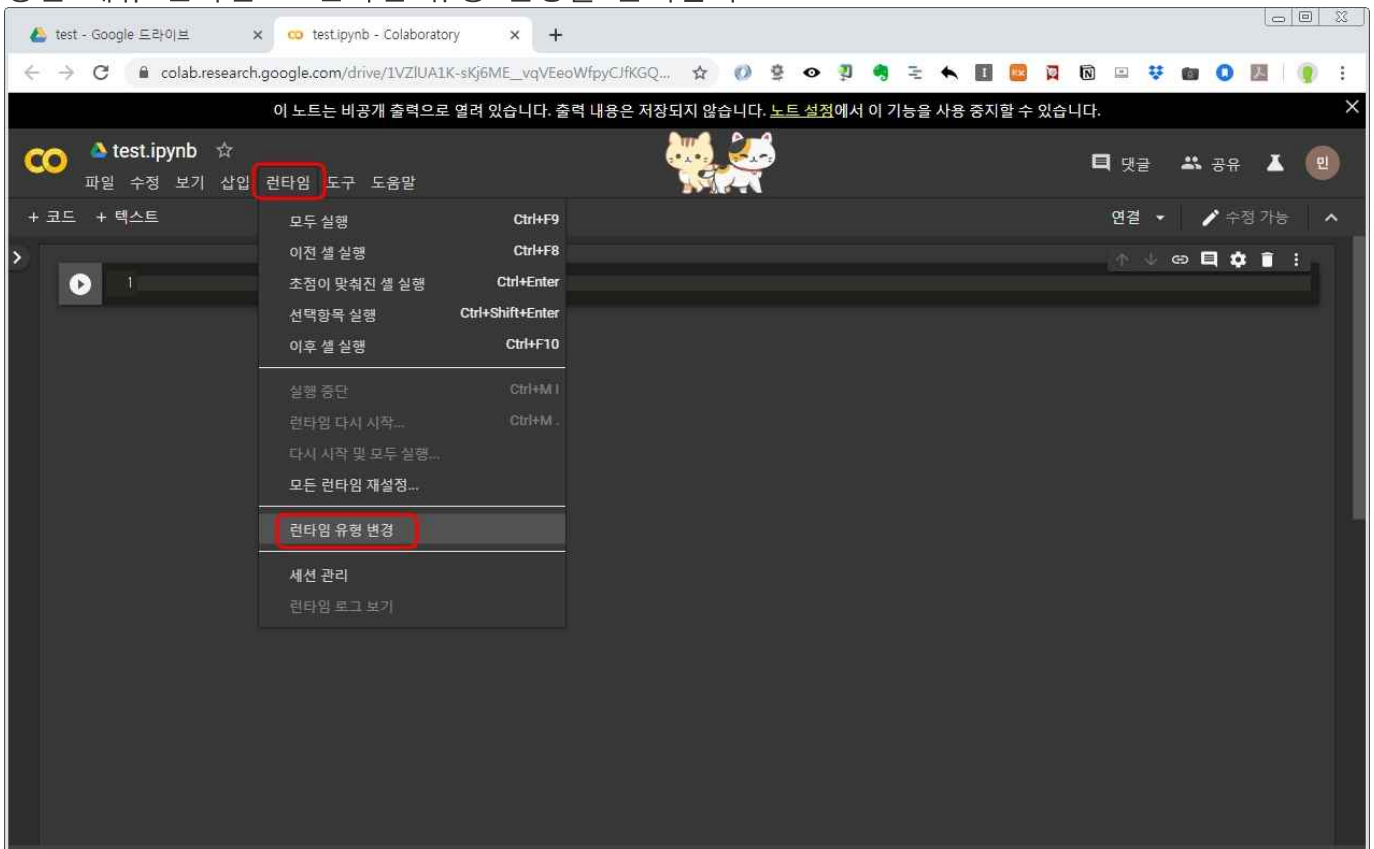 test - Google 드라이브
test.ipynb - Colaboratory
colab.research.google.com/drive/1VZlUA1K-sKj6ME_vqVEeoWfpyCJfKGQ...
이 노트는 비공개 출력으로 열려 있습니다. 출력 내용은 저장되지 않습니다. 노트 설정에서 이 기능을 사용 중지할 수 있습니다.
test.ipynb
댓글 공유 민
파일 수정 보기 삽입 런타임 도구 도움말
+ 코드 + 텍스트 연결 수정 가능
1
모두 실행 Ctrl+F9
이전 셀 실행 Ctrl+F8
초점이 맞춰진 셀 실행 Ctrl+Enter
선택항목 실행 Ctrl+Shift+Enter
이후 셀 실행 Ctrl+F10
실행 중단 Ctrl+M I
런타임 다시 시작... Ctrl+M .
다시 시작 및 모두 실행...
모든 런타임 재설정...
런타임 유형 변경
세션 관리
런타임 로그 보기